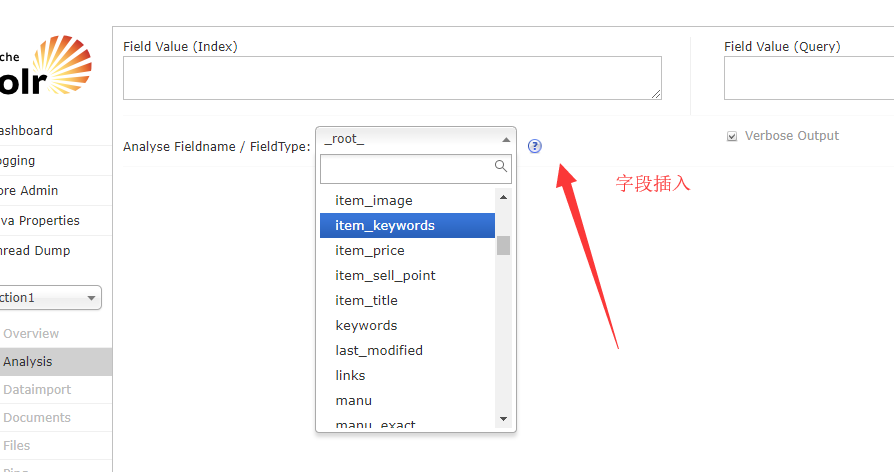 Field Value (Index)
Field Value (Query)
che
olr
ashboard
ogging
ore Admin
va Properties
hread Dump
ction1
Overview
Analysis
Dataimport
Documents
Files
Analyse Fieldname / FieldType:
_root_
item_image
item_keywords
item_price
item_sell_point
item_title
keywords
last_modified
links
manu
manu_exact
?
Verbose Output
字段插入